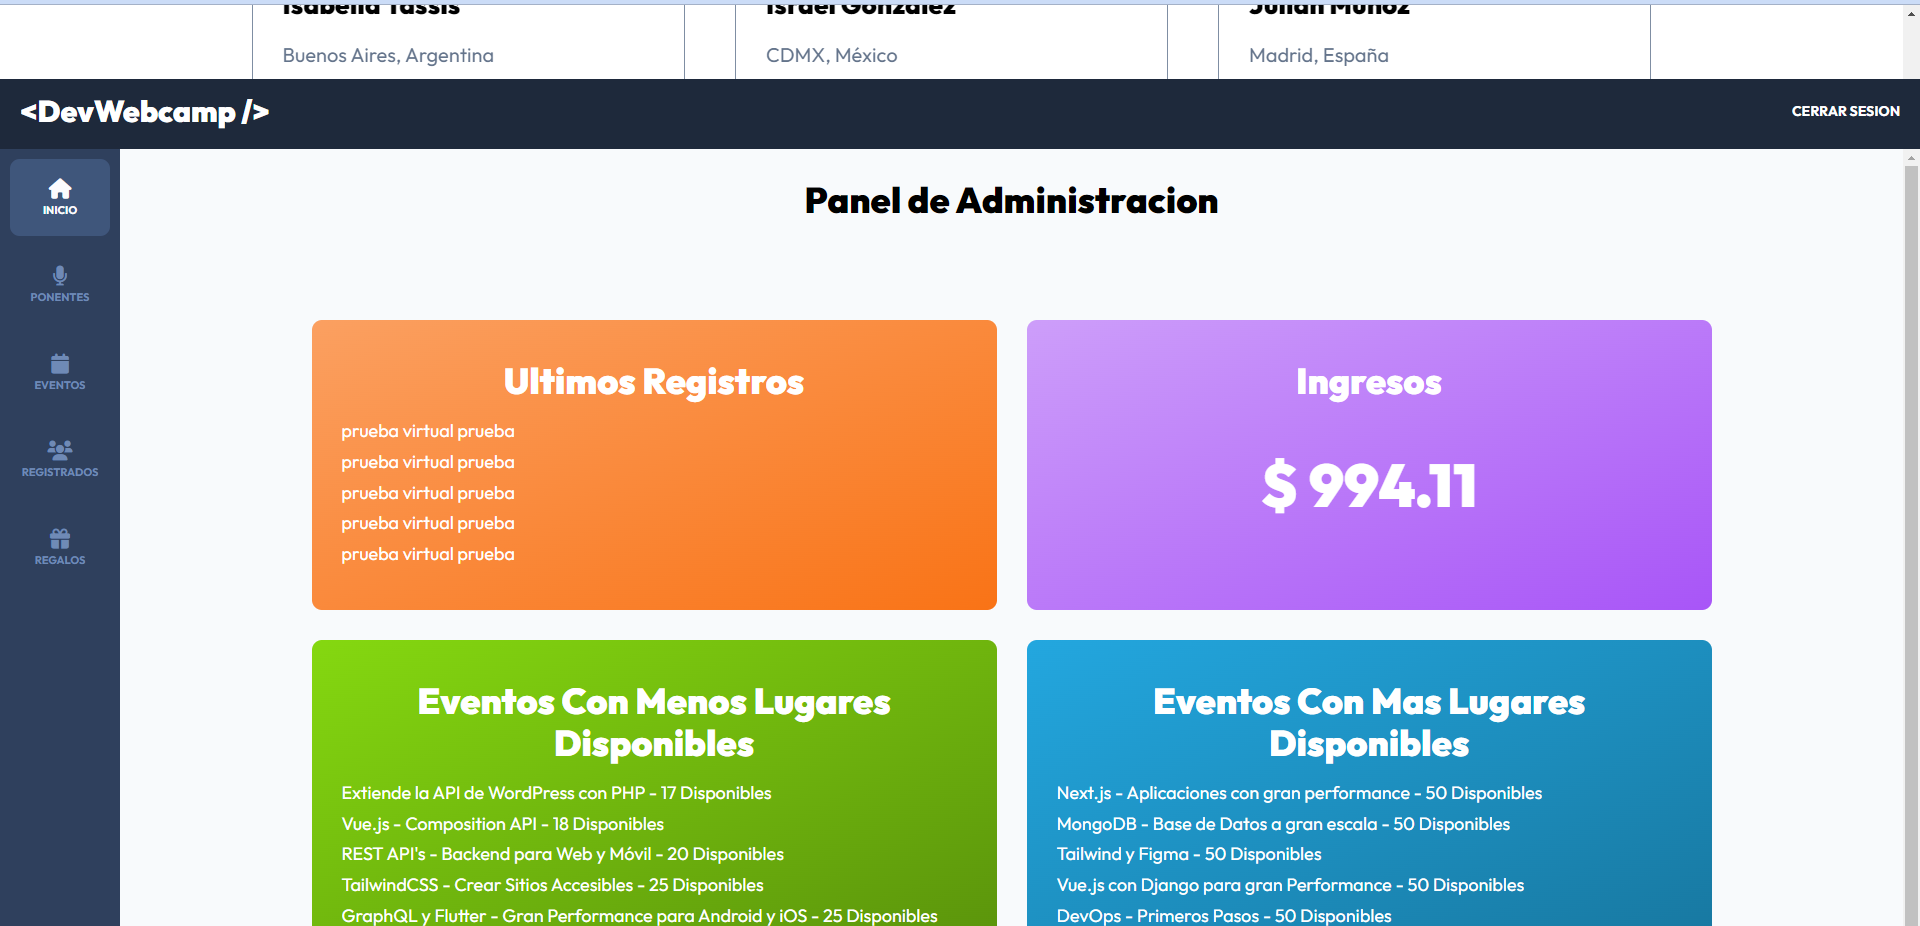 Isabella Tassis
Israel González
Julián Muñoz
Buenos Aires, Argentina
CDMX, México
Madrid, España
<DevWebcamp />
CERRAR SESION
INICIO
PONENTES
EVENTOS
REGISTRADOS
REGALOS
Panel de Administracion
Ultimos Registros
prueba virtual prueba
prueba virtual prueba
prueba virtual prueba
prueba virtual prueba
prueba virtual prueba
Ingresos
$ 994.11
Eventos Con Menos Lugares
Disponibles
Extiende la API de WordPress con PHP - 17 Disponibles
Vue.js - Composition API - 18 Disponibles
REST API's - Backend para Web y Móvil - 20 Disponibles
TailwindCSS - Crear Sitios Accesibles - 25 Disponibles
GraphQL y Flutter - Gran Performance para Android y iOS - 25 Disponibles
Eventos Con Mas Lugares
Disponibles
Next.js - Aplicaciones con gran performance - 50 Disponibles
MongoDB - Base de Datos a gran escala - 50 Disponibles
Tailwind y Figma - 50 Disponibles
Vue.js con Django para gran Performance - 50 Disponibles
DevOps - Primeros Pasos - 50 Disponibles